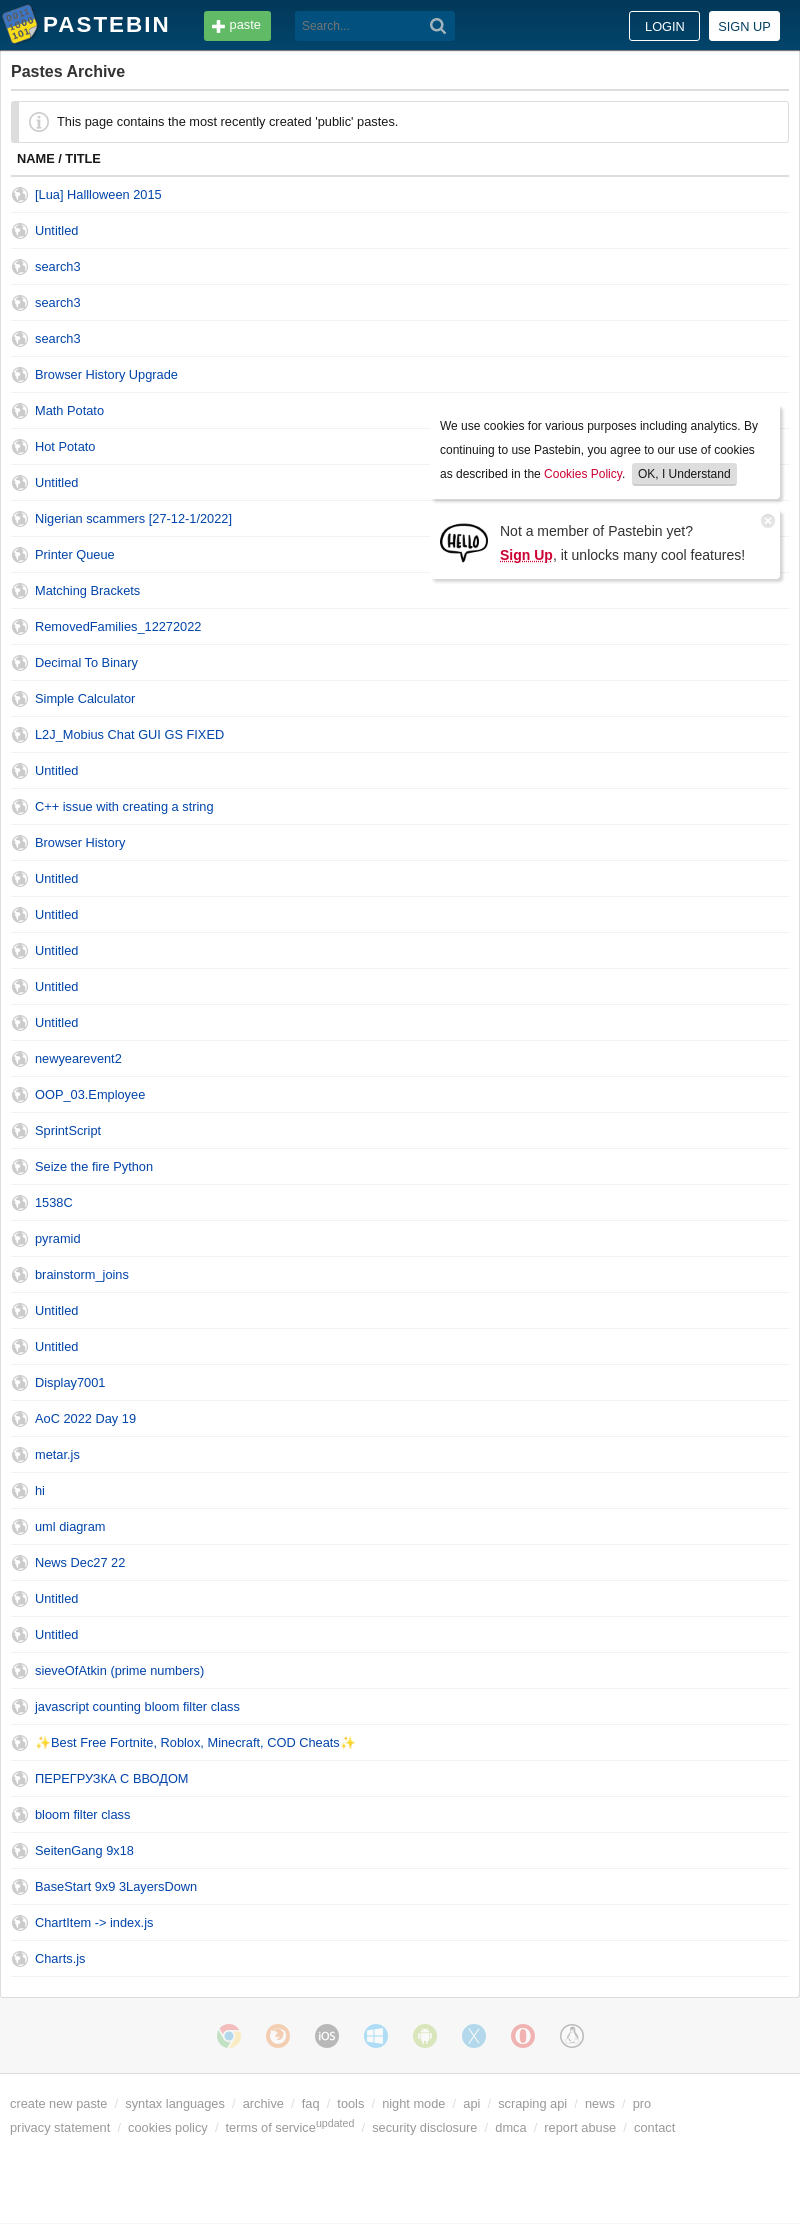 PASTEBIN
paste
Search...
LOGIN
SIGN UP
Pastes Archive
This page contains the most recently created 'public' pastes.
NAME / TITLE
[Lua] Hallloween 2015
Untitled
search3
search3
search3
Browser History Upgrade
Math Potato
Hot Potato
Untitled
Nigerian scammers [27-12-1/2022]
Printer Queue
We use cookies for various purposes including analytics. By
continuing to use Pastebin, you agree to our use of cookies
as described in the Cookies Policy. OK, I Understand
HELLO
Not a member of Pastebin yet?
Sign Up, it unlocks many cool features!
Matching Brackets
RemovedFamilies_12272022
Decimal To Binary
Simple Calculator
L2J_Mobius Chat GUI GS FIXED
Untitled
C++ issue with creating a string
Browser History
Untitled
Untitled
Untitled
Untitled
Untitled
newyearevent2
OOP_03.Employee
SprintScript
Seize the fire Python
1538C
pyramid
brainstorm_joins
Untitled
Untitled
Display7001
AoC 2022 Day 19
metar.js
hi
uml diagram
News Dec27 22
Untitled
Untitled
sieveOfAtkin (prime numbers)
javascript counting bloom filter class
✨Best Free Fortnite, Roblox, Minecraft, COD Cheats✨
ПЕРЕГРУЗКА С ВВОДОМ
bloom filter class
SeitenGang 9x18
BaseStart 9x9 3LayersDown
ChartItem -> index.js
Charts.js
iOS
create new paste / syntax languages / archive / faq / tools / night mode / api / scraping api / news / pro
privacy statement / cookies policy / terms of service updated / security disclosure / dmca / report abuse / contact